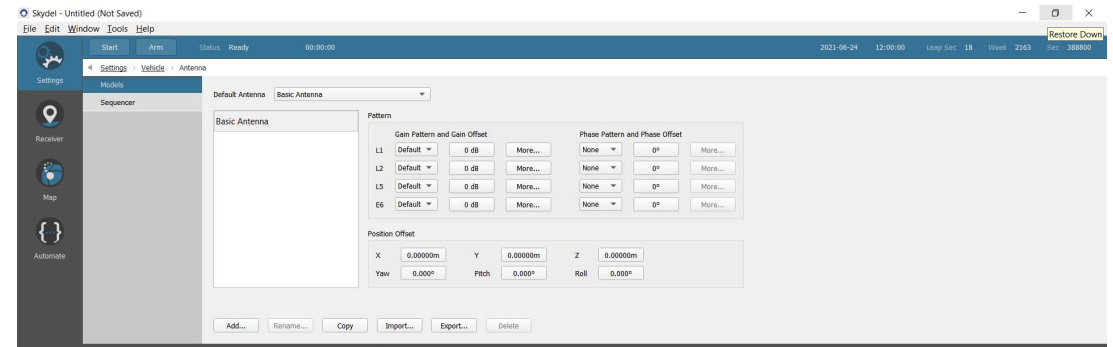 Skydel - Untitled (Not Saved)
File Edit Window Tools Help
Restore Down
Start Arm Status Ready 00:00:00 2021-06-24 12:00:00 Leap Sec 18 Week 2163 Sec 388800
Settings Vehicle Antenna
Settings
Receiver
Map
Automate
Models
Sequencer
Default Antenna Basic Antenna
Basic Antenna
Pattern
Gain Pattern and Gain Offset Phase Pattern and Phase Offset
L1 Default 0 dB More... None 0° More...
L2 Default 0 dB More... None 0° More...
L5 Default 0 dB More... None 0° More...
E6 Default 0 dB More... None 0° More...
Position Offset
X 0.00000m Y 0.00000m Z 0.00000m
Yaw 0.000° Pitch 0.000° Roll 0.000°
Add... Rename... Copy Import... Export... Delete